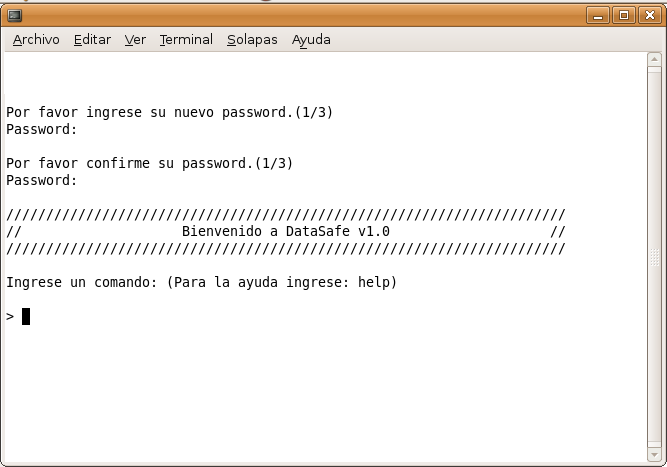 Archivo Editar Ver Terminal Solapas Ayuda
Por favor ingrese su nuevo password.(1/3)
Password:
Por favor confirme su password.(1/3)
Password:
//////////////////////////////////////////////////////////////////////
//                    Bienvenido a DataSafe v1.0                    //
//////////////////////////////////////////////////////////////////////
Ingrese un comando: (Para la ayuda ingrese: help)
>